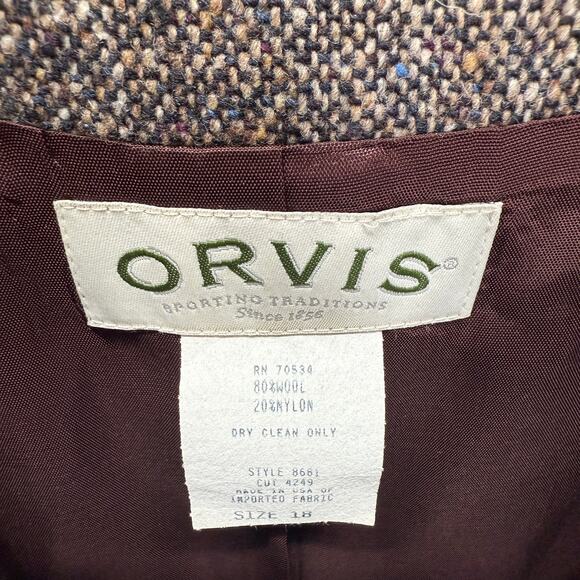 ORVIS®
SPORTING TRADITIONS
Since 1856
RN 70534
80%WOOL
20%NYLON
DRY CLEAN ONLY
STYLE 8681
CUT 4249
MADE IN USA OF
IMPORTED FABRIC
SIZE 18